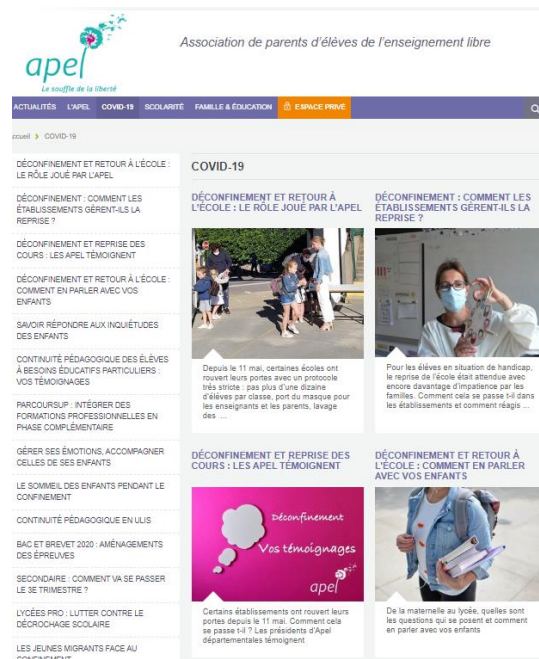 apel
Le souffle de la liberté
Association de parents d'élèves de l'enseignement libre
ACTUALITÉS L'APEL COVID-19 SCOLARITÉ FAMILLE & ÉDUCATION ESPACE PRIVÉ
ccueil > COVID-19
DÉCONFINEMENT ET RETOUR À L'ÉCOLE :
LE RÔLE JOUÉ PAR L'APEL
DÉCONFINEMENT : COMMENT LES
ÉTABLISSEMENTS GÈRENT-ILS LA
REPRISE ?
DÉCONFINEMENT ET REPRISE DES
COURS : LES APEL TÉMOIGNENT
DÉCONFINEMENT ET RETOUR À L'ÉCOLE :
COMMENT EN PARLER AVEC VOS
ENFANTS
SAVOIR RÉPONDRE AUX INQUIÉTUDES
DES ENFANTS
CONTINUITÉ PÉDAGOGIQUE DES ÉLÈVES
À BESOINS ÉDUCATIFS PARTICULIERS :
VOS TÉMOIGNAGES
PARCOURSUP : INTÉGRER DES
FORMATIONS PROFESSIONNELLES EN
PHASE COMPLÉMENTAIRE
GÉRER SES ÉMOTIONS, ACCOMPAGNER
CELLES DE SES ENFANTS
LE SOMMEIL DES ENFANTS PENDANT LE
CONFINEMENT
CONTINUITÉ PÉDAGOGIQUE EN ULIS
BAC ET BREVET 2020 : AMÉNAGEMENTS
DES ÉPREUVES
SECONDAIRE : COMMENT VA SE PASSER
LE 3E TRIMESTRE ?
LYCÉES PRO : LUTTER CONTRE LE
DÉCROCHAGE SCOLAIRE
LES JEUNES MIGRANTS FACE AU
CONFINEMENT
COVID-19
DÉCONFINEMENT ET RETOUR À
L'ÉCOLE : LE RÔLE JOUÉ PAR L'APEL
Depuis le 11 mai, certaines écoles ont
rouvert leurs portes avec un protocole
très stricte : pas plus d'une dizaine
d'élèves par classe, port du masque pour
les enseignants et les parents, lavage
des ...
DÉCONFINEMENT : COMMENT LES
ÉTABLISSEMENTS GÈRENT-ILS LA
REPRISE ?
Pour les élèves en situation de handicap,
le reprise de l'école était attendue avec
encore davantage d'impatience par les
familles. Comment cela se passe t-il dans
les établissements et comment réagis ...
DÉCONFINEMENT ET REPRISE DES
COURS : LES APEL TÉMOIGNENT
Déconfinement
Vos témoignages
apel
Certains établissements ont rouvert leurs
portes depuis le 11 mai. Comment cela
se passe t-il ? Les présidents d'Apel
départementales témoignent
DÉCONFINEMENT ET RETOUR À
L'ÉCOLE : COMMENT EN PARLER
AVEC VOS ENFANTS
De la maternelle au lycée, quelles sont
les questions qui se posent et comment
en parler avec vos enfants